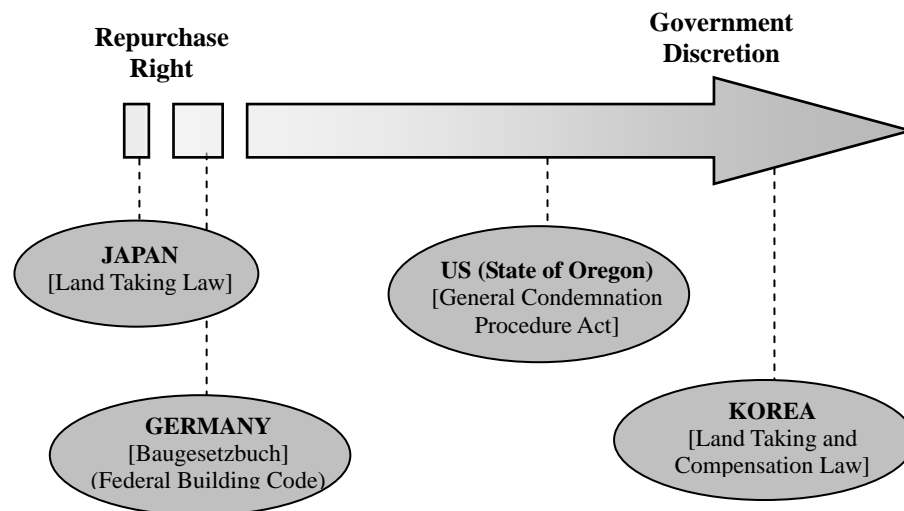 Repurchase
Right
Government
Discretion
JAPAN
[Land Taking Law]
US (State of Oregon)
[General Condemnation
Procedure Act]
GERMANY
[Baugesetzbuch]
(Federal Building Code)
KOREA
[Land Taking and
Compensation Law]